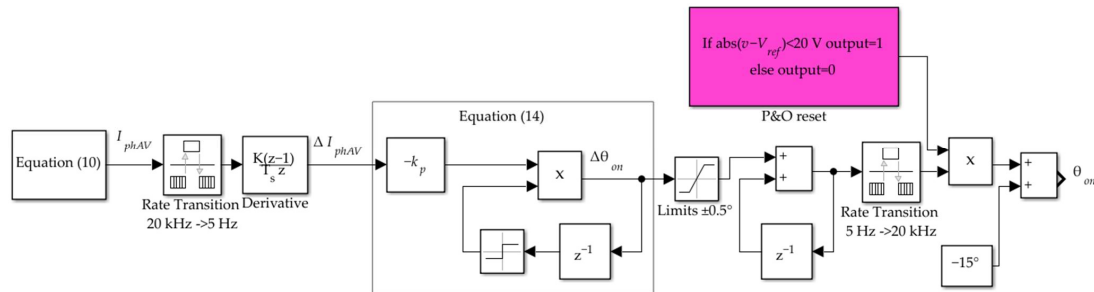 If abs(v−V_ref)<20 V output=1
else output=0
P&O reset
Equation (14)
Equation (10)
I_phAV
Rate Transition
20 kHz ->5 Hz
K(z−1)
T_s z
Derivative
Δ I_phAV
−k_p
x
Δθ_on
z⁻¹
Limits ±0.5°
+
+
z⁻¹
Rate Transition
5 Hz ->20 kHz
x
+
+
θ_on
−15°